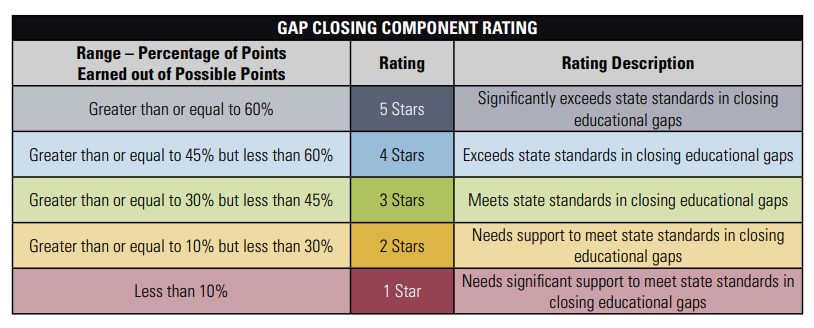 GAP CLOSING COMPONENT RATING
Range – Percentage of Points
Earned out of Possible Points
Rating
Rating Description
Greater than or equal to 60%
5 Stars
Significantly exceeds state standards in closing
educational gaps
Greater than or equal to 45% but less than 60%
4 Stars
Exceeds state standards in closing educational gaps
Greater than or equal to 30% but less than 45%
3 Stars
Meets state standards in closing educational gaps
Greater than or equal to 10% but less than 30%
2 Stars
Needs support to meet state standards in closing
educational gaps
Less than 10%
1 Star
Needs significant support to meet state standards in
closing educational gaps